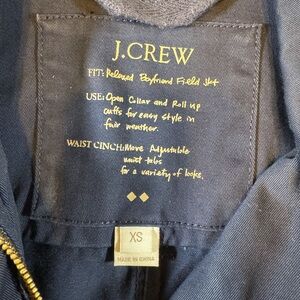 J.CREW
FIT: Relaxed Boyfriend Field Jkt
USE: Open Collar and Roll up
cuffs for easy style in
fair weather.
WAIST CINCH: Move Adjustable
waist tabs
for a variety of looks.
XS
MADE IN CHINA